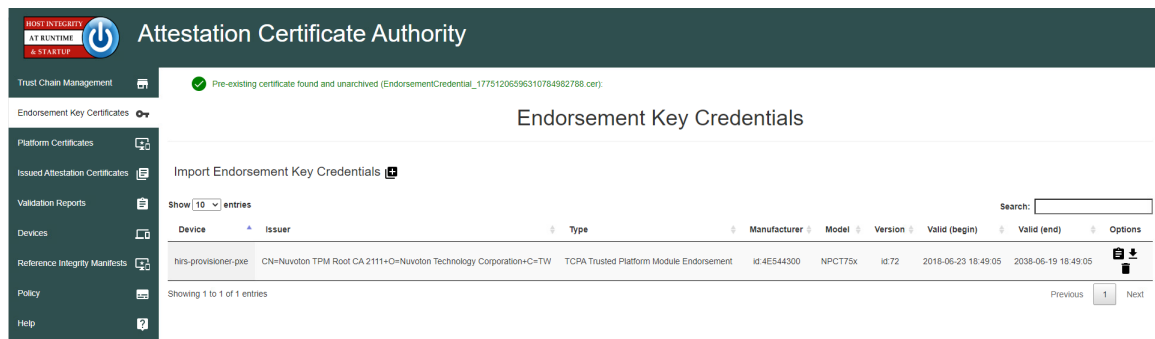 HOST INTEGRITY
AT RUNTIME
& STARTUP
Attestation Certificate Authority
Trust Chain Management
Endorsement Key Certificates
Platform Certificates
Issued Attestation Certificates
Validation Reports
Devices
Reference Integrity Manifests
Policy
Help
Pre-existing certificate found and unarchived (EndorsementCredential_17751206596310784982788.cer):
Endorsement Key Credentials
Import Endorsement Key Credentials
Show 10 entries
Search:
Device Issuer Type Manufacturer Model Version Valid (begin) Valid (end) Options
hirs-provisioner-pxe CN=Nuvoton TPM Root CA 2111+O=Nuvoton Technology Corporation+C=TW TCPA Trusted Platform Module Endorsement id:4E544300 NPCT75x id:72 2018-06-23 18:49:05 2038-06-19 18:49:05
Showing 1 to 1 of 1 entries
Previous 1 Next